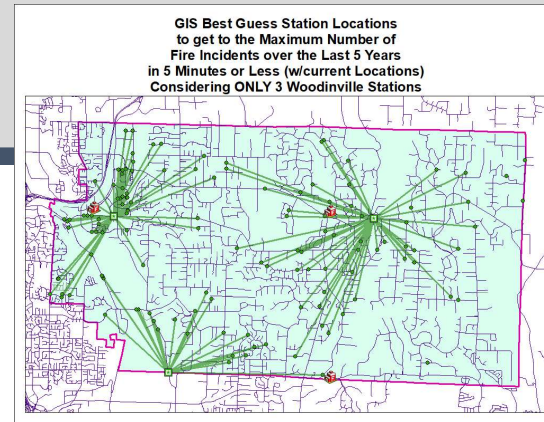 GIS Best Guess Station Locations
to get to the Maximum Number of
Fire Incidents over the Last 5 Years
in 5 Minutes or Less (w/current Locations)
Considering ONLY 3 Woodinville Stations